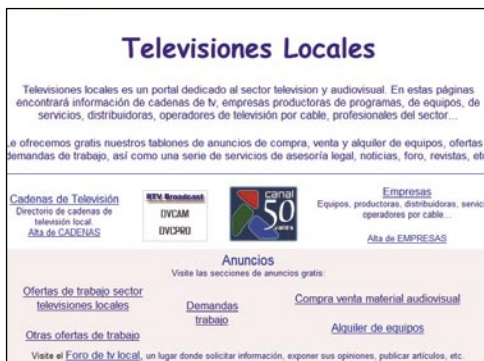 Televisiones Locales
Televisiones locales es un portal dedicado al sector television y audiovisual. En estas páginas
encontrará información de cadenas de tv, empresas productoras de programas, de equipos, de
servicios, distribuidoras, operadores de televisión por cable, profesionales del sector...
Le ofrecemos gratis nuestros tablones de anuncios de compra, venta y alquiler de equipos, ofertas
demandas de trabajo, así como una serie de servicios de asesoría legal, noticias, foro, revistas, etc
Cadenas de Televisión
Directorio de cadenas de
televisión local.
Alta de CADENAS
RTV Broadcast
DVCAM
DVCPRO
canal
50
Empresas
Equipos, productoras, distribuidoras, servic
operadores por cable...
Alta de EMPRESAS
Anuncios
Visite las secciones de anuncios gratis:
Ofertas de trabajo sector
televisiones locales
Demandas
trabajo
Compra venta material audiovisual
Otras ofertas de trabajo
Alquiler de equipos
Visite el Foro de tv local, un lugar donde solicitar información, exponer sus opiniones, publicar artículos, etc.